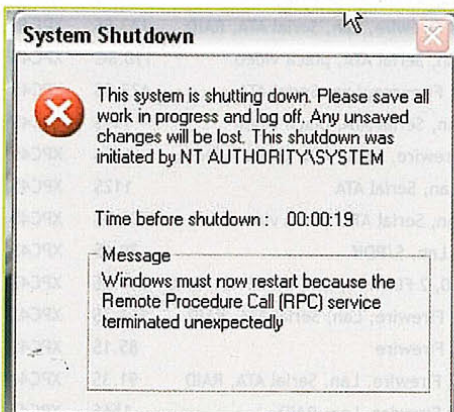 System Shutdown
This system is shutting down. Please save all
work in progress and log off. Any unsaved
changes will be lost. This shutdown was
initiated by NT AUTHORITY\SYSTEM
Time before shutdown : 00:00:19
Message
Windows must now restart because the
Remote Procedure Call (RPC) service
terminated unexpectedly